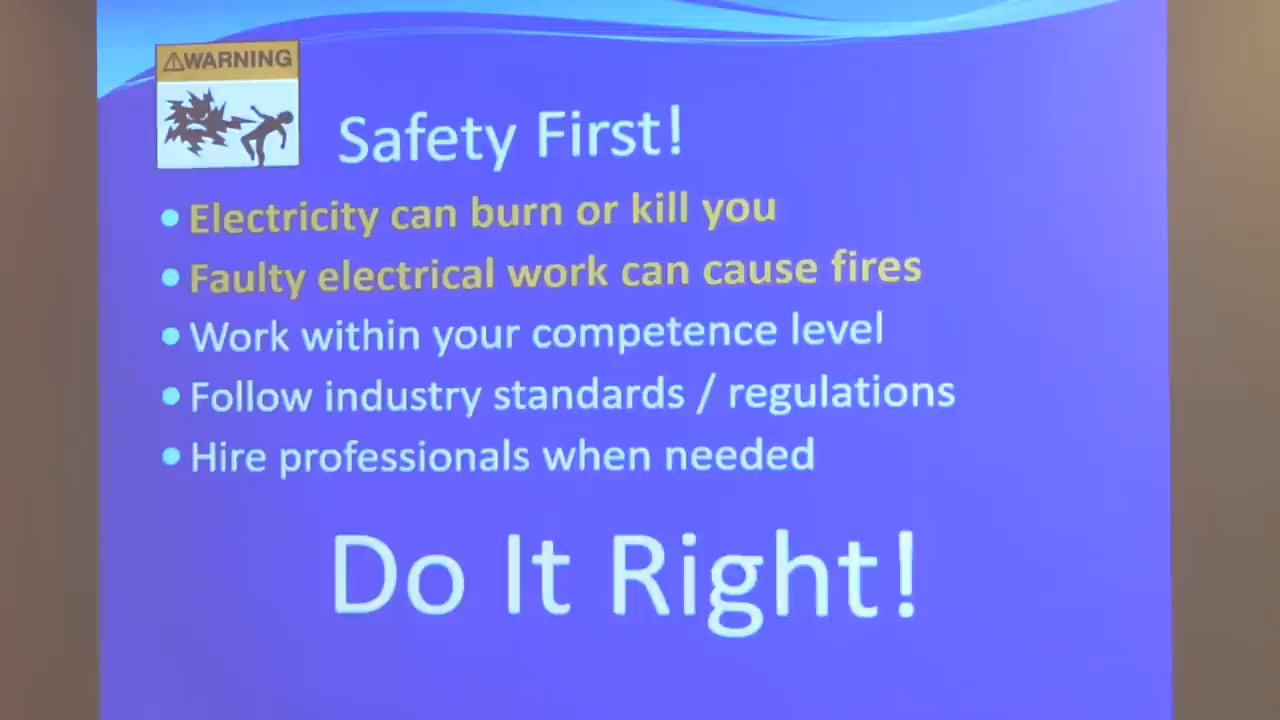 ⚠WARNING
Safety First!
• Electricity can burn or kill you
• Faulty electrical work can cause fires
• Work within your competence level
• Follow industry standards / regulations
• Hire professionals when needed
Do It Right!